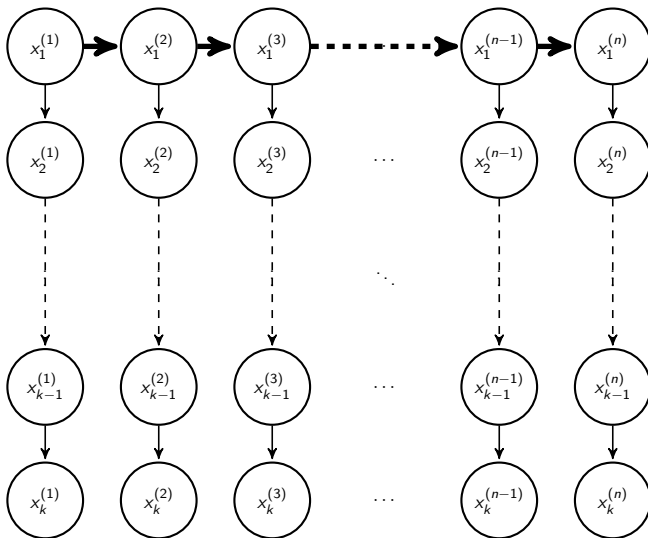 x_1^{(1)} x_1^{(2)} x_1^{(3)} x_1^{(n−1)} x_1^{(n)}
x_2^{(1)} x_2^{(2)} x_2^{(3)} ... x_2^{(n−1)} x_2^{(n)}
⋱
x_{k−1}^{(1)} x_{k−1}^{(2)} x_{k−1}^{(3)} ... x_{k−1}^{(n−1)} x_{k−1}^{(n)}
x_k^{(1)} x_k^{(2)} x_k^{(3)} ... x_k^{(n−1)} x_k^{(n)}